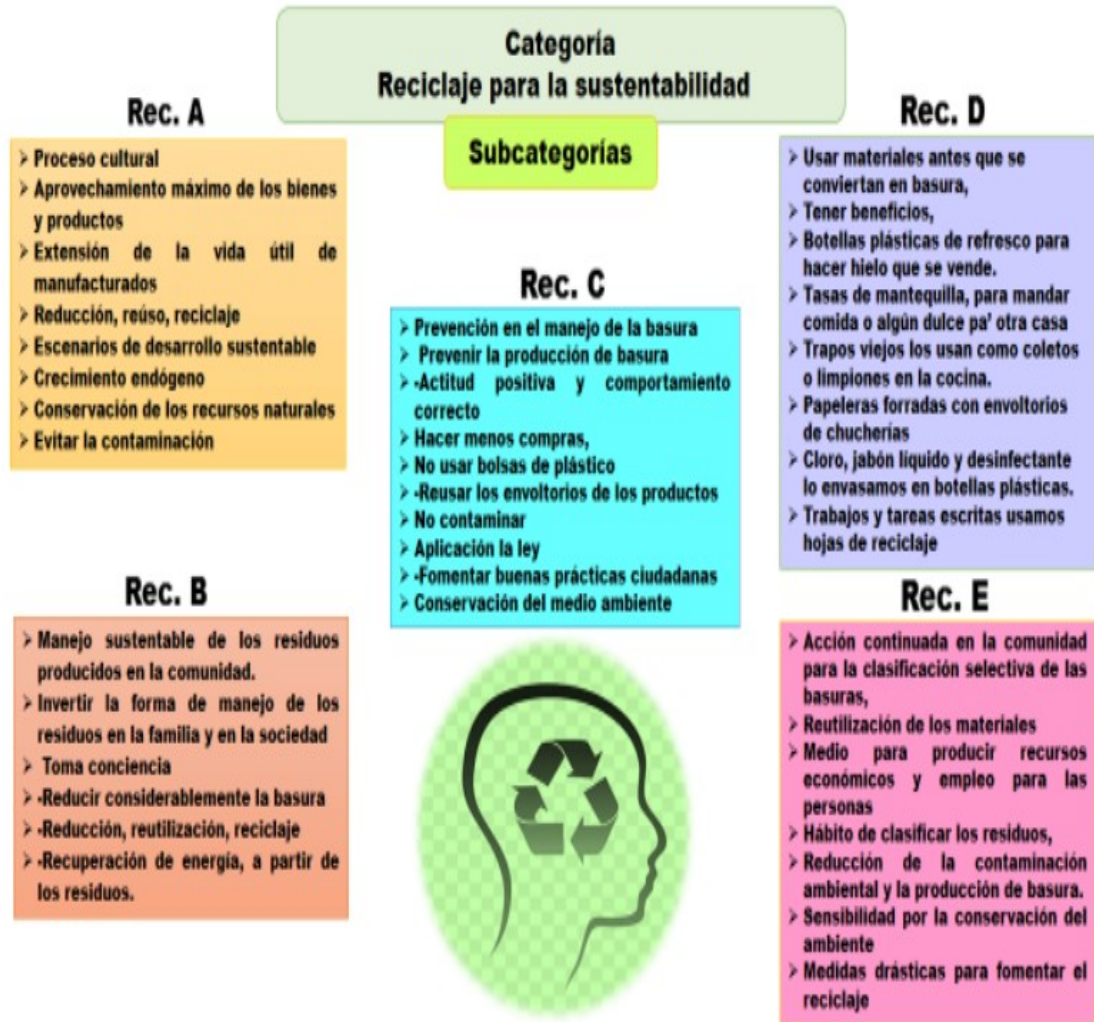 Categoría
Reciclaje para la sustentabilidad
Subcategorías
Rec. A
➢ Proceso cultural
➢ Aprovechamiento máximo de los bienes
y productos
➢ Extensión de la vida útil de
manufacturados
➢ Reducción, reúso, reciclaje
➢ Escenarios de desarrollo sustentable
➢ Crecimiento endógeno
➢ Conservación de los recursos naturales
➢ Evitar la contaminación
Rec. B
➢ Manejo sustentable de los residuos
producidos en la comunidad.
➢ Invertir la forma de manejo de los
residuos en la familia y en la sociedad
➢ Toma conciencia
➢ -Reducir considerablemente la basura
➢ -Reducción, reutilización, reciclaje
➢ -Recuperación de energía, a partir de
los residuos.
Rec. C
➢ Prevención en el manejo de la basura
➢ Prevenir la producción de basura
➢ -Actitud positiva y comportamiento
correcto
➢ Hacer menos compras,
➢ No usar bolsas de plástico
➢ -Reusar los envoltorios de los productos
➢ No contaminar
➢ Aplicación la ley
➢ -Fomentar buenas prácticas ciudadanas
➢ Conservación del medio ambiente
Rec. D
➢ Usar materiales antes que se
conviertan en basura,
➢ Tener beneficios,
➢ Botellas plásticas de refresco para
hacer hielo que se vende.
➢ Tasas de mantequilla, para mandar
comida o algún dulce pa’ otra casa
➢ Trapos viejos los usan como coletos
o limpiones en la cocina.
➢ Papeleras forradas con envoltorios
de chucherías
➢ Cloro, jabón líquido y desinfectante
lo envasamos en botellas plásticas.
➢ Trabajos y tareas escritas usamos
hojas de reciclaje
Rec. E
➢ Acción continuada en la comunidad
para la clasificación selectiva de las
basuras,
➢ Reutilización de los materiales
➢ Medio para producir recursos
económicos y empleo para las
personas
➢ Hábito de clasificar los residuos,
➢ Reducción de la contaminación
ambiental y la producción de basura.
➢ Sensibilidad por la conservación del
ambiente
➢ Medidas drásticas para fomentar el
reciclaje